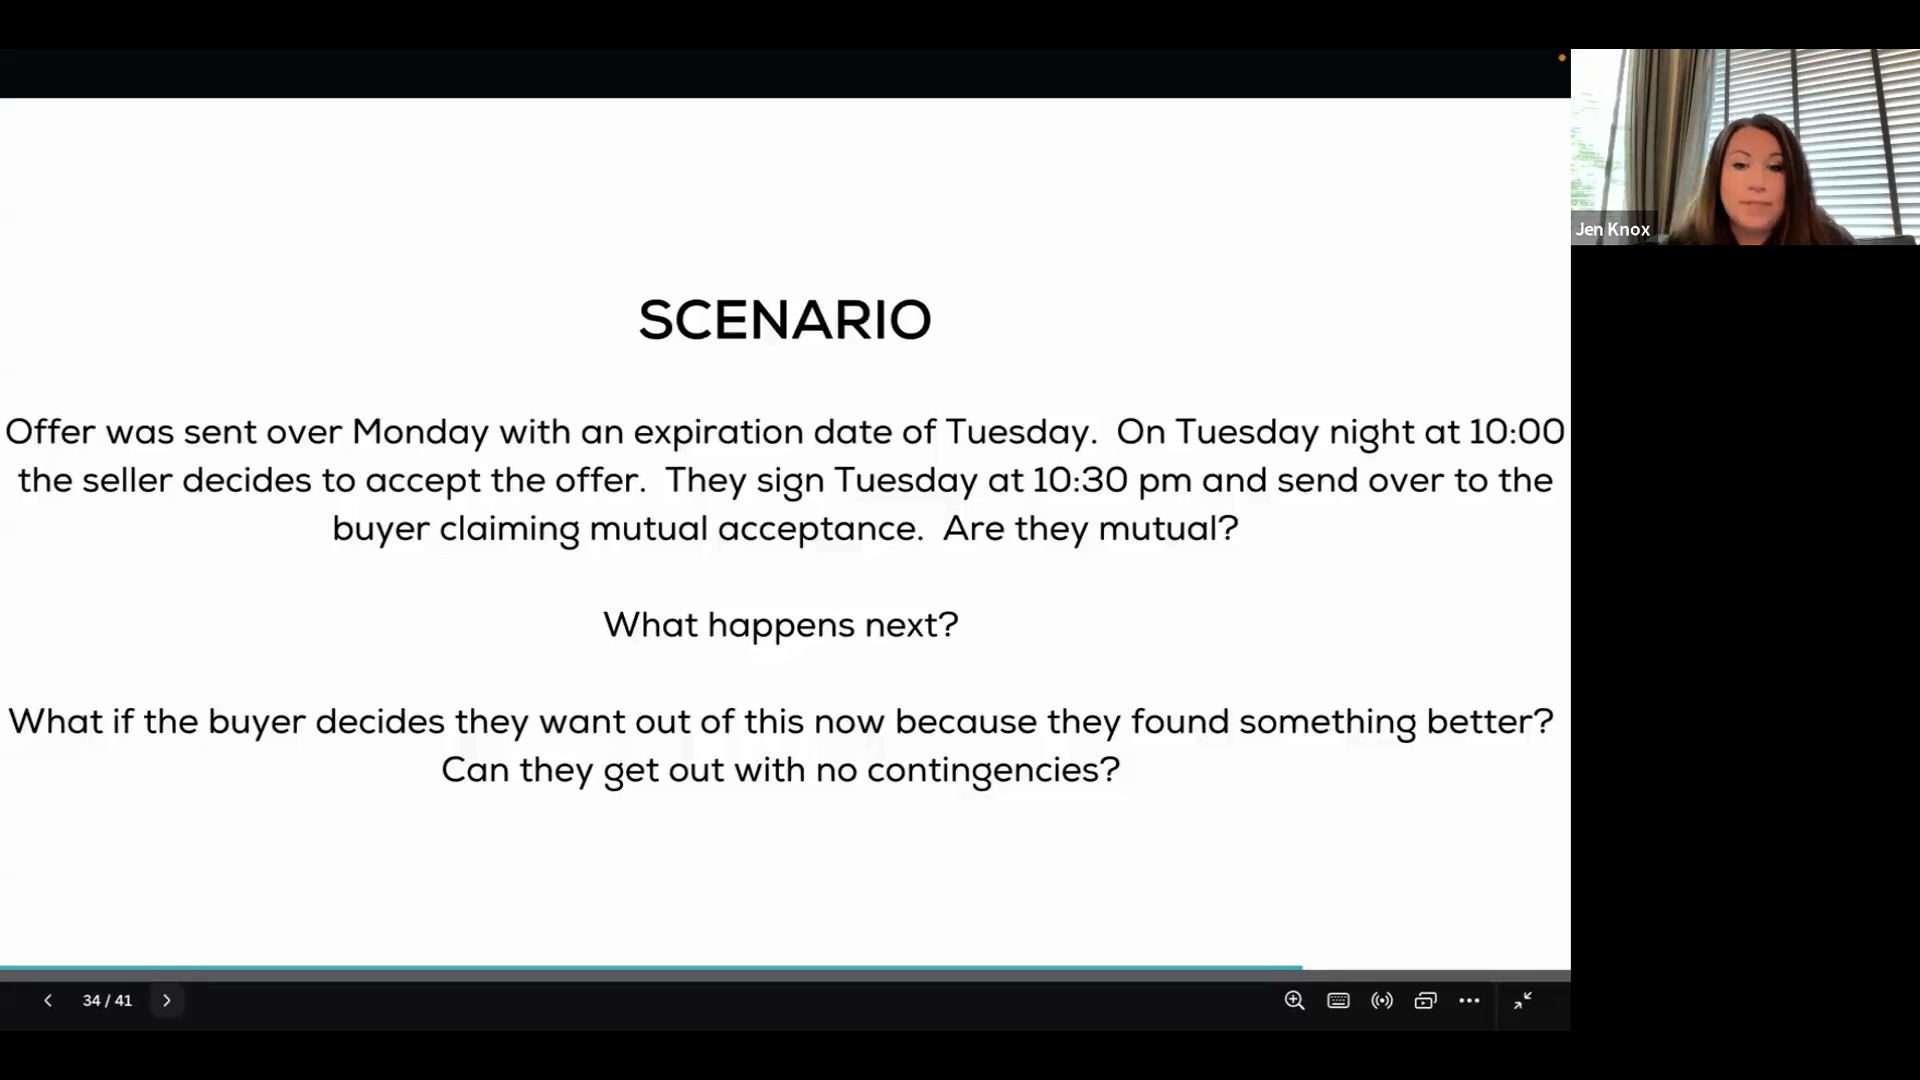 Jen Knox
SCENARIO
Offer was sent over Monday with an expiration date of Tuesday. On Tuesday night at 10:00
the seller decides to accept the offer. They sign Tuesday at 10:30 pm and send over to the
buyer claiming mutual acceptance. Are they mutual?
What happens next?
What if the buyer decides they want out of this now because they found something better?
Can they get out with no contingencies?
34 / 41